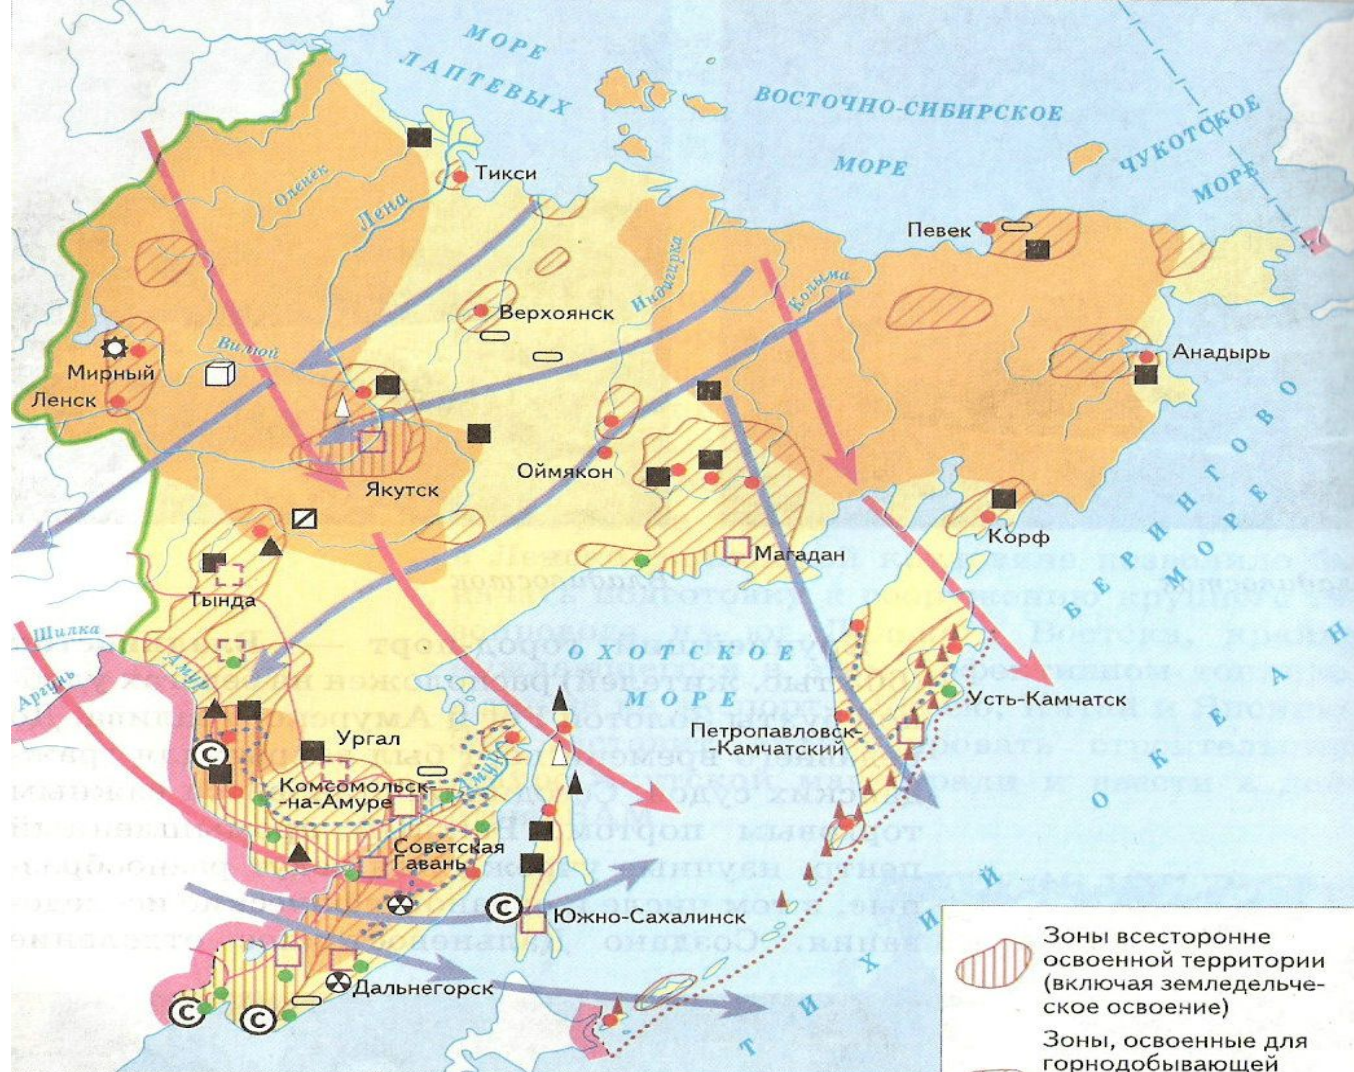 МОРЕ
ЛАПТЕВЫХ
ВОСТОЧНО-СИБИРСКОЕ
МОРЕ
ЧУКОТСКОЕ
МОРЕ
Тикси
Оленёк
Лена
Певек
Индигирка
Колыма
Верхоянск
Анадырь
Вилюй
Мирный
Ленск
Якутск
Оймякон
Магадан
Корф
БЕРИНГОВО
МОРЕ
Тында
Шилка
Аргунь
Амур
ОХОТСКОЕ
МОРЕ
Усть-Камчатск
Петропавловск-
-Камчатский
Ургал
Амур
Комсомольск-
-на-Амуре
Советская
Гавань
С
С
Южно-Сахалинск
Дальнегорск
С
С
ТИХИЙ ОКЕАН
Зоны всесторонне
освоенной территории
(включая земледельче-
ское освоение)
Зоны, освоенные для
горнодобывающей